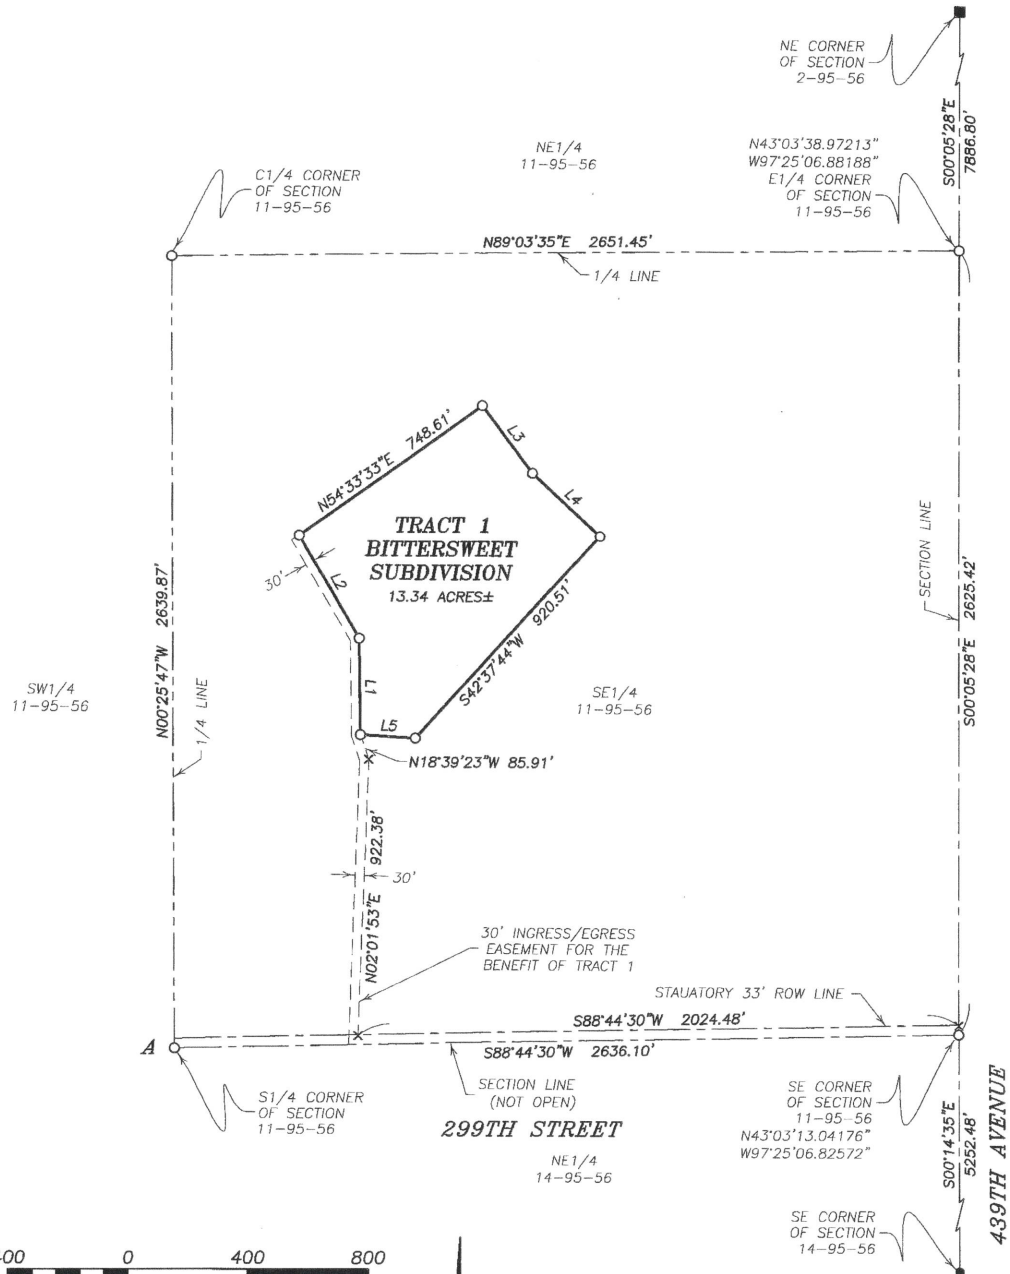 NE CORNER
OF SECTION
2-95-56
S00°05'28"E
7886.80'
NE1/4
11-95-56
N43°03'38.97213"
W97°25'06.88188"
E1/4 CORNER
OF SECTION
11-95-56
C1/4 CORNER
OF SECTION
11-95-56
N89°03'35"E 2651.45'
1/4 LINE
L3
N54°33'33"E 748.61'
L4
TRACT 1
BITTERSWEET
SUBDIVISION
13.34 ACRES±
30'
L2
SECTION LINE
S00°05'28"E 2625.42'
N00°25'47"W 2639.87'
S42°37'44"W 920.51'
SW1/4
11-95-56
1/4 LINE
L1
SE1/4
11-95-56
L5
N18°39'23"W 85.91'
N02°01'53"E 922.38'
30'
30' INGRESS/EGRESS
EASEMENT FOR THE
BENEFIT OF TRACT 1
STAUATORY 33' ROW LINE
S88°44'30"W 2024.48'
A
S88°44'30"W 2636.10'
S1/4 CORNER
OF SECTION
11-95-56
SECTION LINE
(NOT OPEN)
299TH STREET
NE1/4
14-95-56
SE CORNER
OF SECTION
11-95-56
N43°03'13.04176"
W97°25'06.82572"
S00°14'35"E
5252.48'
439TH AVENUE
SE CORNER
OF SECTION
14-95-56
00 0 400 800